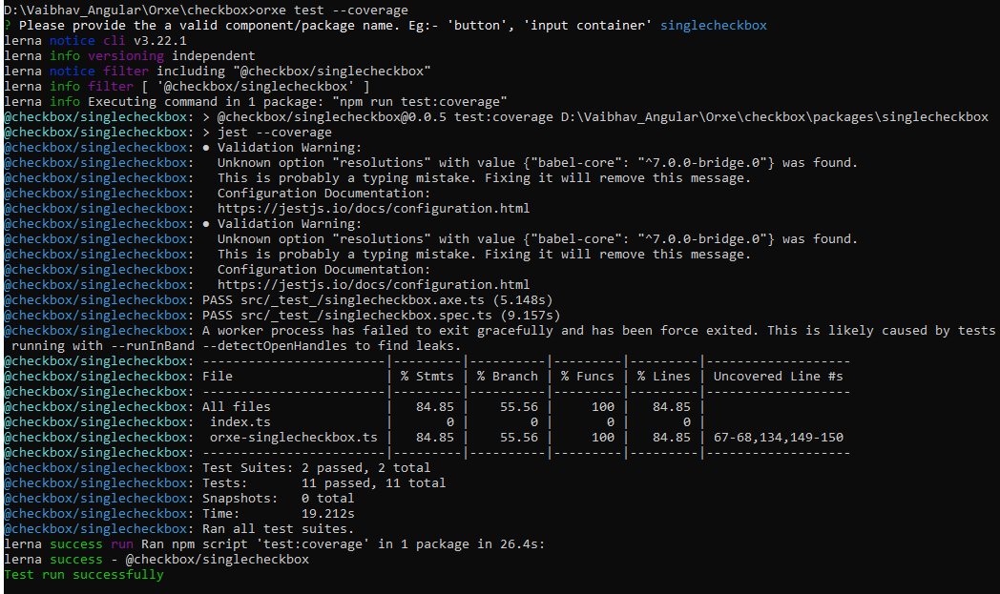 D:\Vaibhav_Angular\Orxe\checkbox>orxe test --coverage
? Please provide the a valid component/package name. Eg:- 'button', 'input container' singlecheckbox
lerna notice cli v3.22.1
lerna info versioning independent
lerna notice filter including "@checkbox/singlecheckbox"
lerna info filter [ '@checkbox/singlecheckbox' ]
lerna info Executing command in 1 package: "npm run test:coverage"
@checkbox/singlecheckbox: > @checkbox/singlecheckbox@0.0.5 test:coverage D:\Vaibhav_Angular\Orxe\checkbox\packages\singlecheckbox
@checkbox/singlecheckbox: > jest --coverage
@checkbox/singlecheckbox: ● Validation Warning:
@checkbox/singlecheckbox:   Unknown option "resolutions" with value {"babel-core": "^7.0.0-bridge.0"} was found.
@checkbox/singlecheckbox:   This is probably a typing mistake. Fixing it will remove this message.
@checkbox/singlecheckbox:   Configuration Documentation:
@checkbox/singlecheckbox:   https://jestjs.io/docs/configuration.html
@checkbox/singlecheckbox: ● Validation Warning:
@checkbox/singlecheckbox:   Unknown option "resolutions" with value {"babel-core": "^7.0.0-bridge.0"} was found.
@checkbox/singlecheckbox:   This is probably a typing mistake. Fixing it will remove this message.
@checkbox/singlecheckbox:   Configuration Documentation:
@checkbox/singlecheckbox:   https://jestjs.io/docs/configuration.html
@checkbox/singlecheckbox: PASS src/_test_/singlecheckbox.axe.ts (5.148s)
@checkbox/singlecheckbox: PASS src/_test_/singlecheckbox.spec.ts (9.157s)
@checkbox/singlecheckbox: A worker process has failed to exit gracefully and has been force exited. This is likely caused by tests
 running with --runInBand --detectOpenHandles to find leaks.
@checkbox/singlecheckbox: ------------------------|---------|----------|---------|---------|-------------------
@checkbox/singlecheckbox: File                    | % Stmts | % Branch | % Funcs | % Lines | Uncovered Line #s
@checkbox/singlecheckbox: ------------------------|---------|----------|---------|---------|-------------------
@checkbox/singlecheckbox: All files               |   84.85 |    55.56 |     100 |   84.85 |
@checkbox/singlecheckbox:  index.ts               |       0 |        0 |       0 |       0 |
@checkbox/singlecheckbox:  orxe-singlecheckbox.ts |   84.85 |    55.56 |     100 |   84.85 | 67-68,134,149-150
@checkbox/singlecheckbox: ------------------------|---------|----------|---------|---------|-------------------
@checkbox/singlecheckbox: Test Suites: 2 passed, 2 total
@checkbox/singlecheckbox: Tests:       11 passed, 11 total
@checkbox/singlecheckbox: Snapshots:   0 total
@checkbox/singlecheckbox: Time:        19.212s
@checkbox/singlecheckbox: Ran all test suites.
lerna success run Ran npm script 'test:coverage' in 1 package in 26.4s:
lerna success - @checkbox/singlecheckbox
Test run successfully